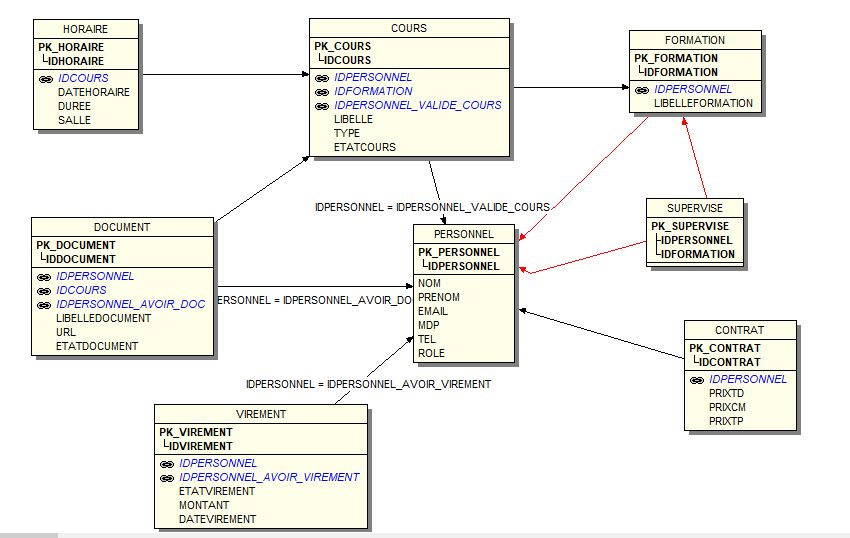 HORAIRE
PK_HORAIRE
IDHORAIRE
IDCOURS
DATEHORAIRE
DUREE
SALLE
COURS
PK_COURS
IDCOURS
IDPERSONNEL
IDFORMATION
IDPERSONNEL_VALIDE_COURS
LIBELLE
TYPE
ETATCOURS
FORMATION
PK_FORMATION
IDFORMATION
IDPERSONNEL
LIBELLEFORMATION
IDPERSONNEL = IDPERSONNEL_VALIDE_COURS
SUPERVISE
PK_SUPERVISE
IDPERSONNEL
IDFORMATION
DOCUMENT
PK_DOCUMENT
IDDOCUMENT
IDPERSONNEL
IDCOURS
IDPERSONNEL_AVOIR_DOC
LIBELLEDOCUMENT
URL
ETATDOCUMENT
ERSONNEL = IDPERSONNEL_AVOIR_DO
PERSONNEL
PK_PERSONNEL
IDPERSONNEL
NOM
PRENOM
EMAIL
MDP
TEL
ROLE
CONTRAT
PK_CONTRAT
IDCONTRAT
IDPERSONNEL
PRIXTD
PRIXCM
PRIXTP
IDPERSONNEL = IDPERSONNEL_AVOIR_VIREMENT
VIREMENT
PK_VIREMENT
IDVIREMENT
IDPERSONNEL
IDPERSONNEL_AVOIR_VIREMENT
ETATVIREMENT
MONTANT
DATEVIREMENT